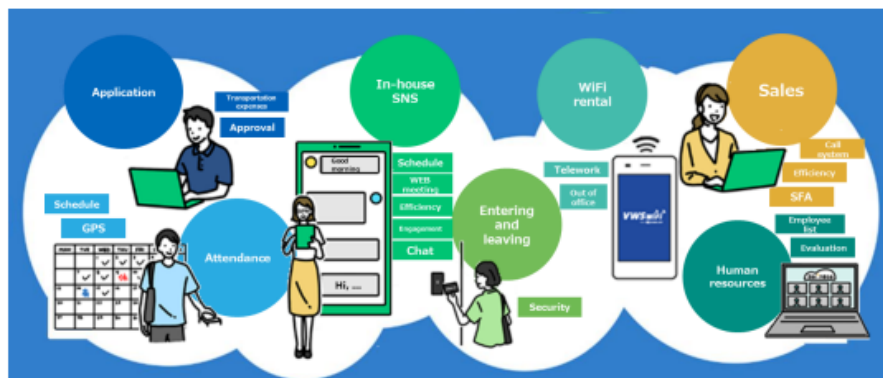 Application
Transportation
expenses
Approval
Schedule
GPS
Attendance
In-house
SNS
Good
morning
Hi, ...
Schedule
WEB
meeting
Efficiency
Engagement
Chat
Entering
and
leaving
Security
WiFi
rental
Telework
Out of
office
Sales
Call
system
Efficiency
SFA
Employee
list
Evaluation
Human
resources